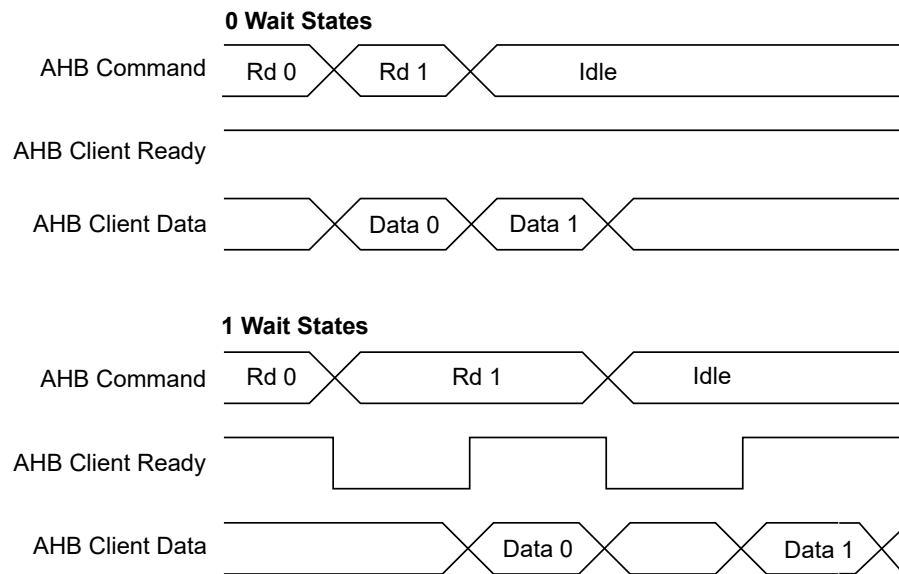 0 Wait States
AHB Command Rd 0 Rd 1 Idle
AHB Client Ready
AHB Client Data Data 0 Data 1
1 Wait States
AHB Command Rd 0 Rd 1 Idle
AHB Client Ready
AHB Client Data Data 0 Data 1